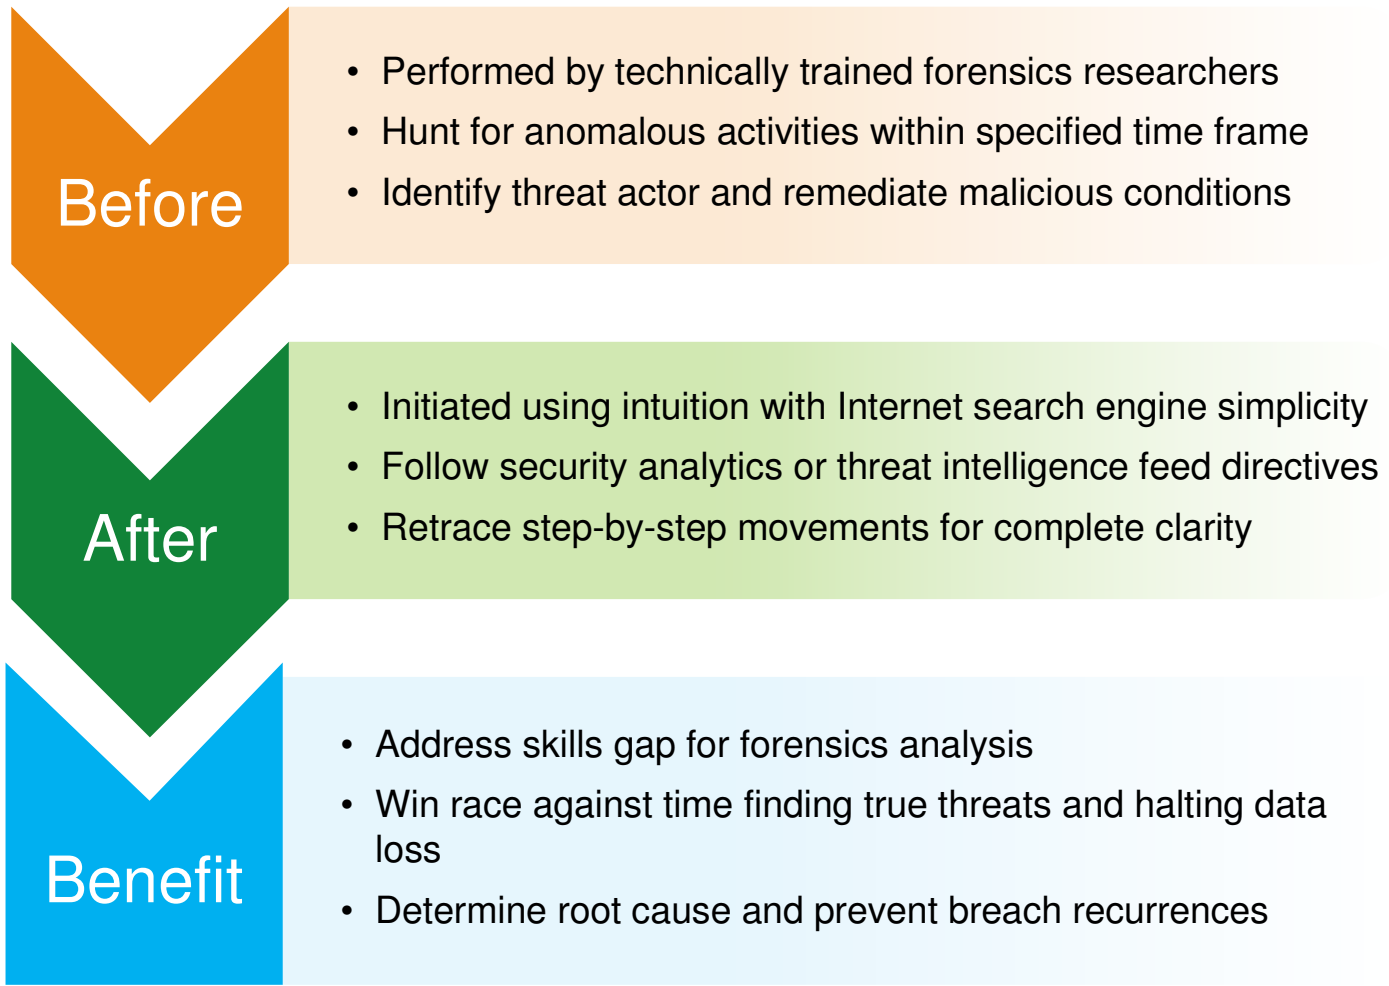 Before
• Performed by technically trained forensics researchers
• Hunt for anomalous activities within specified time frame
• Identify threat actor and remediate malicious conditions
After
• Initiated using intuition with Internet search engine simplicity
• Follow security analytics or threat intelligence feed directives
• Retrace step-by-step movements for complete clarity
Benefit
• Address skills gap for forensics analysis
• Win race against time finding true threats and halting data
loss
• Determine root cause and prevent breach recurrences